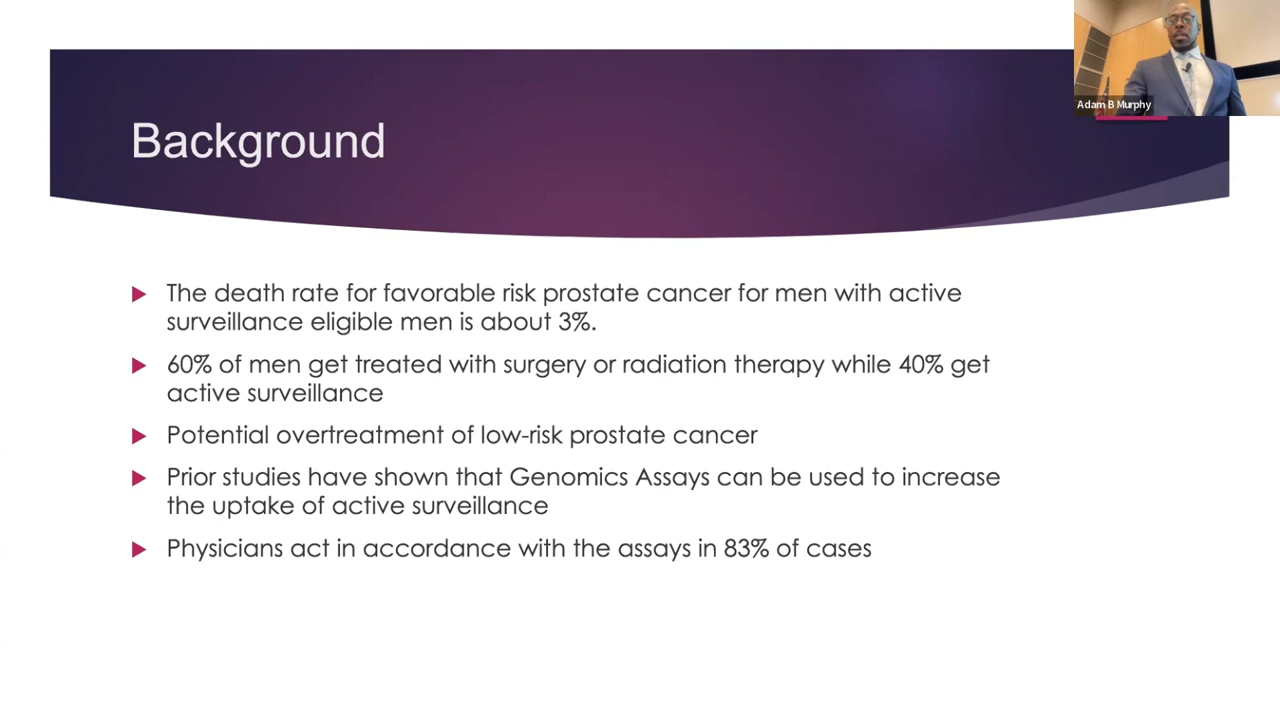 Adam B Murphy
Background
The death rate for favorable risk prostate cancer for men with active
surveillance eligible men is about 3%.
60% of men get treated with surgery or radiation therapy while 40% get
active surveillance
Potential overtreatment of low-risk prostate cancer
Prior studies have shown that Genomics Assays can be used to increase
the uptake of active surveillance
Physicians act in accordance with the assays in 83% of cases